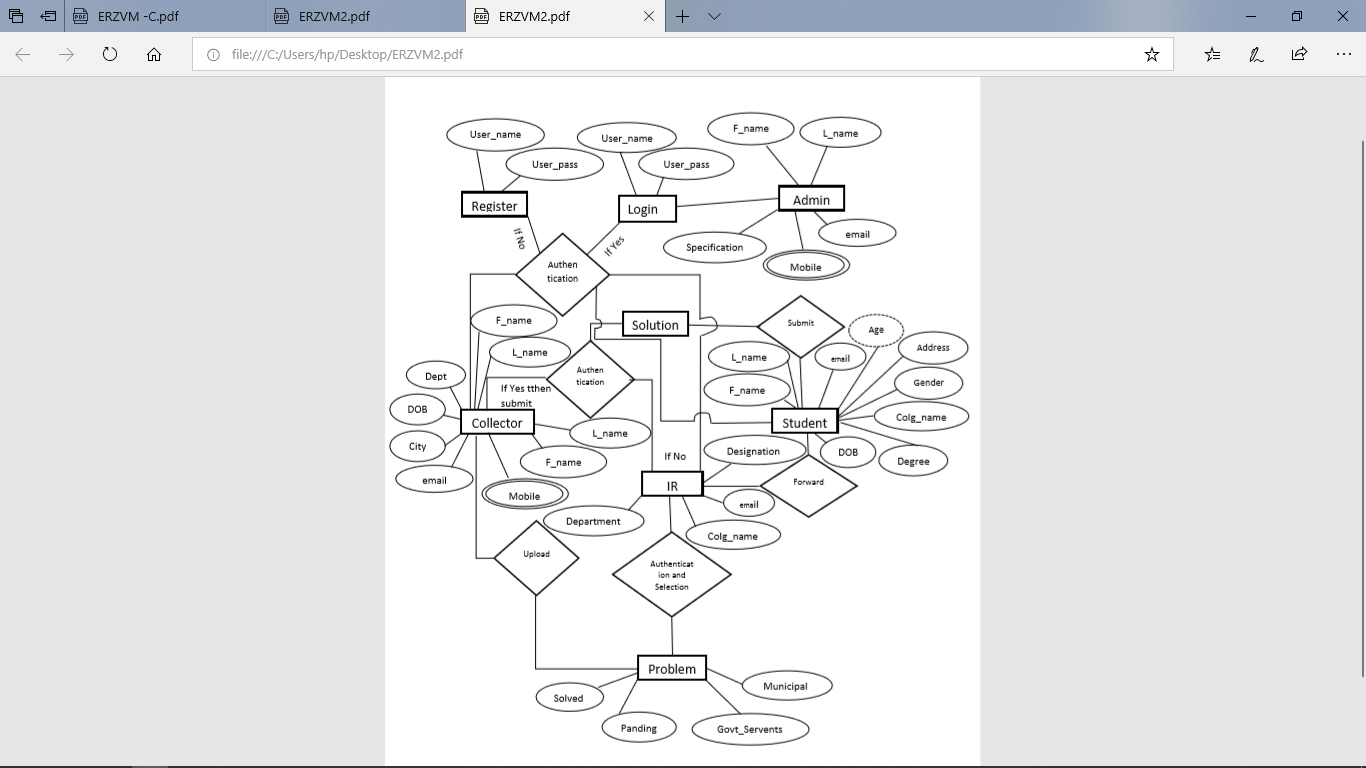 ERZVM -C.pdf
ERZVM2.pdf
ERZVM2.pdf
file:///C:/Users/hp/Desktop/ERZVM2.pdf
F_name
L_name
User_name
User_name
User_pass
User_pass
Register
Login
Admin
If No
If Yes
Specification
email
Mobile
Authen
tication
F_name
Solution
Submit
Age
L_name
L_name
email
Address
Dept
Authen
tication
If Yes tthen
submit
F_name
Gender
DOB
Collector
Student
Colg_name
L_name
City
If No
Designation
DOB
Degree
F_name
email
Mobile
IR
Forward
email
Department
Colg_name
Upload
Authenticat
ion and
Selection
Problem
Municipal
Solved
Panding
Govt_Servents